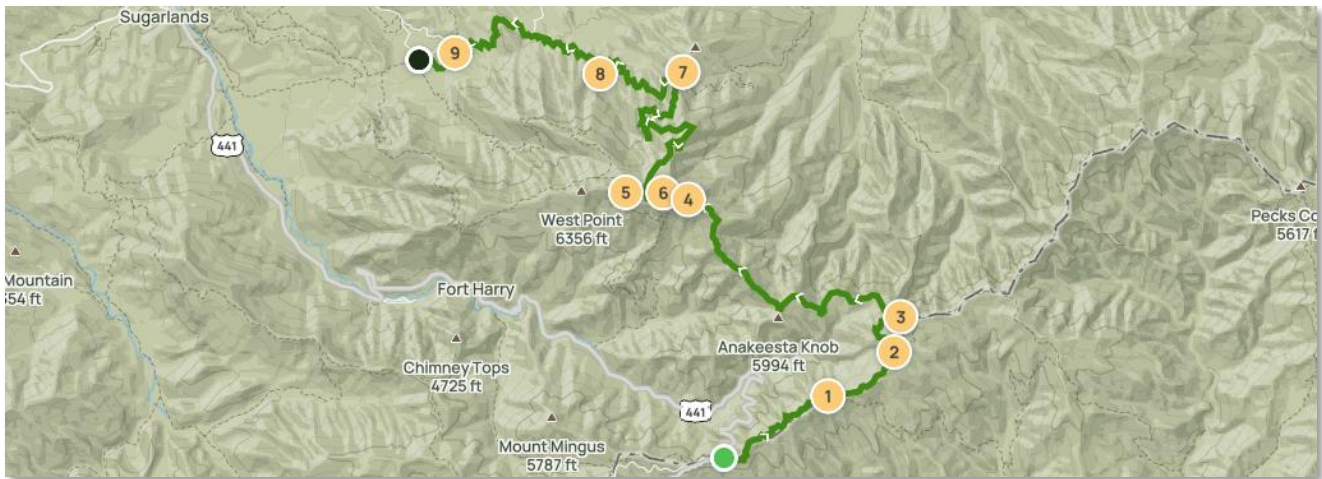 Sugarlands
9
8
7
441
5
6
4
West Point
6356 ft
Pecks Co
5617 f
Mountain
554 ft
Fort Harry
3
Anakeesta Knob
5994 ft
2
Chimney Tops
4725 ft
1
441
Mount Mingus
5787 ft